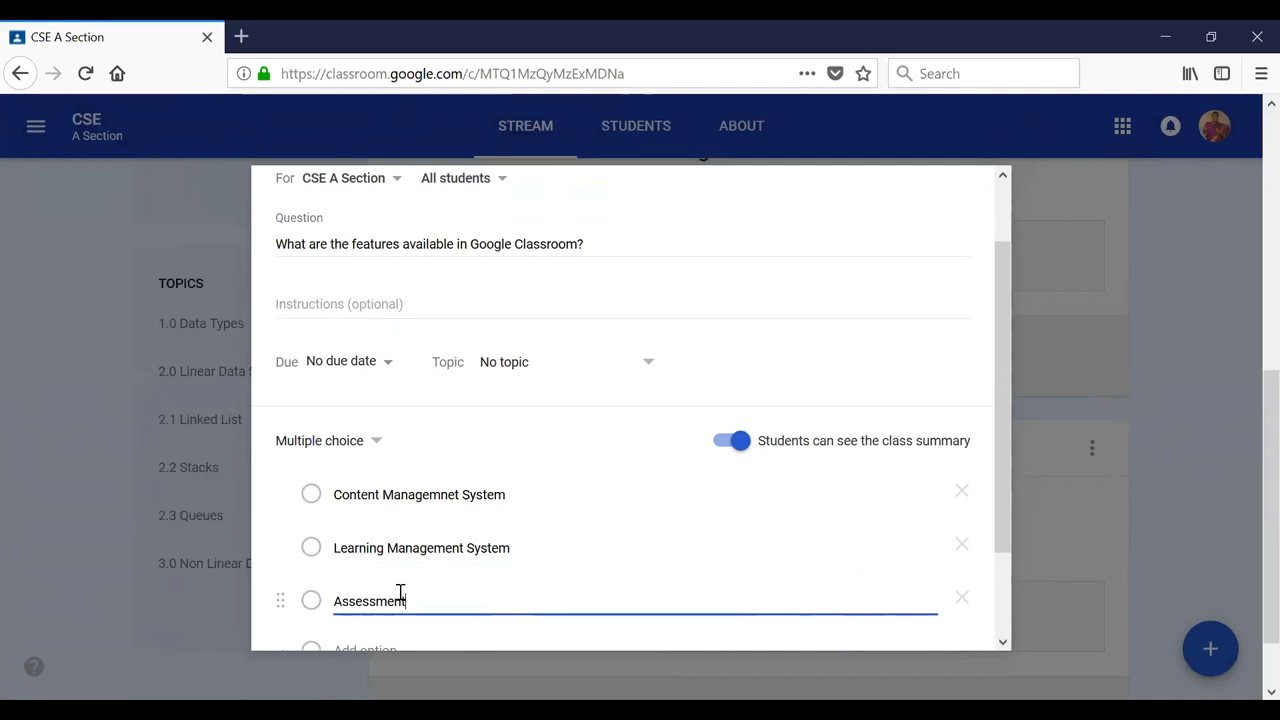 CSE A Section
https://classroom.google.com/c/MTQ1MzQyMzExMDNa
Search
CSE
A Section
STREAM
STUDENTS
ABOUT
TOPICS
1.0 Data Types
2.0 Linear Data
2.1 Linked List
2.2 Stacks
2.3 Queues
3.0 Non Linear
For CSE A Section All students
Question
What are the features available in Google Classroom?
Instructions (optional)
Due No due date Topic No topic
Multiple choice Students can see the class summary
Content Managemnet System
Learning Management System
Assessment
Add option